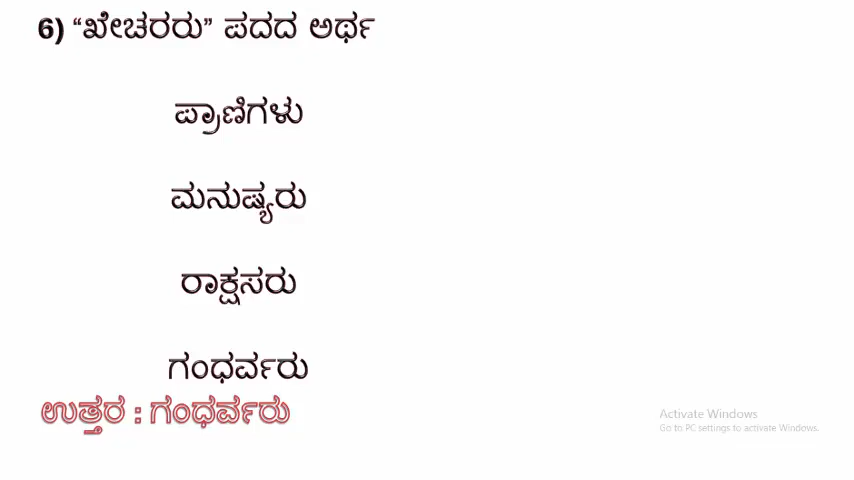 6) “ಖೇಚರರು” ಪದದ ಅರ್ಥ
ಪ್ರಾಣಿಗಳು
ಮನುಷ್ಯರು
ರಾಕ್ಷಸರು
ಗಂಧರ್ವರು
ಉತ್ತರ : ಗಂಧರ್ವರು
Activate Windows
Go to PC settings to activate Windows.